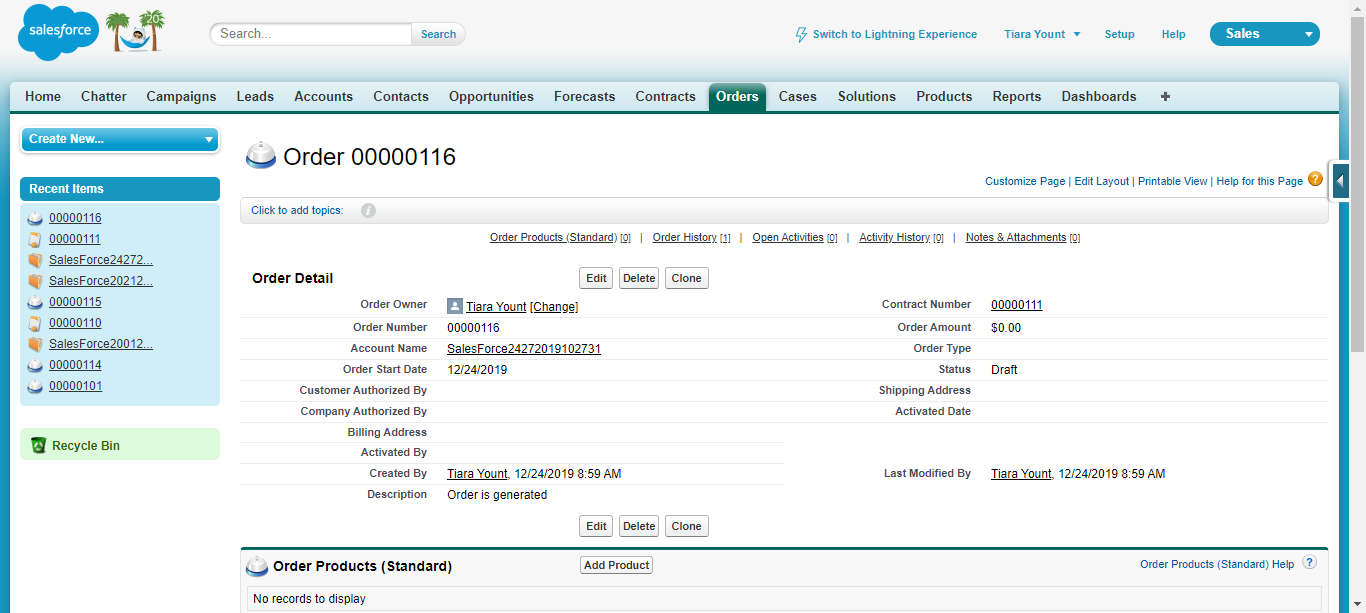 salesforce
20
Search...
Search
Switch to Lightning Experience
Tiara Yount
Setup
Help
Sales
Home Chatter Campaigns Leads Accounts Contacts Opportunities Forecasts Contracts Orders Cases Solutions Products Reports Dashboards +
Create New...
Recent Items
00000116
00000111
SalesForce24272...
SalesForce20212...
00000115
00000110
SalesForce20012...
00000114
00000101
Recycle Bin
Order 00000116
Customize Page | Edit Layout | Printable View | Help for this Page ?
Click to add topics: i
Order Products (Standard) [0] | Order History [1] | Open Activities [0] | Activity History [0] | Notes & Attachments [0]
Order Detail Edit Delete Clone
Order Owner Tiara Yount [Change] Contract Number 00000111
Order Number 00000116 Order Amount $0.00
Account Name SalesForce24272019102731 Order Type
Order Start Date 12/24/2019 Status Draft
Customer Authorized By Shipping Address
Company Authorized By Activated Date
Billing Address
Activated By
Created By Tiara Yount, 12/24/2019 8:59 AM Last Modified By Tiara Yount, 12/24/2019 8:59 AM
Description Order is generated
Edit Delete Clone
Order Products (Standard) Add Product Order Products (Standard) Help ?
No records to display